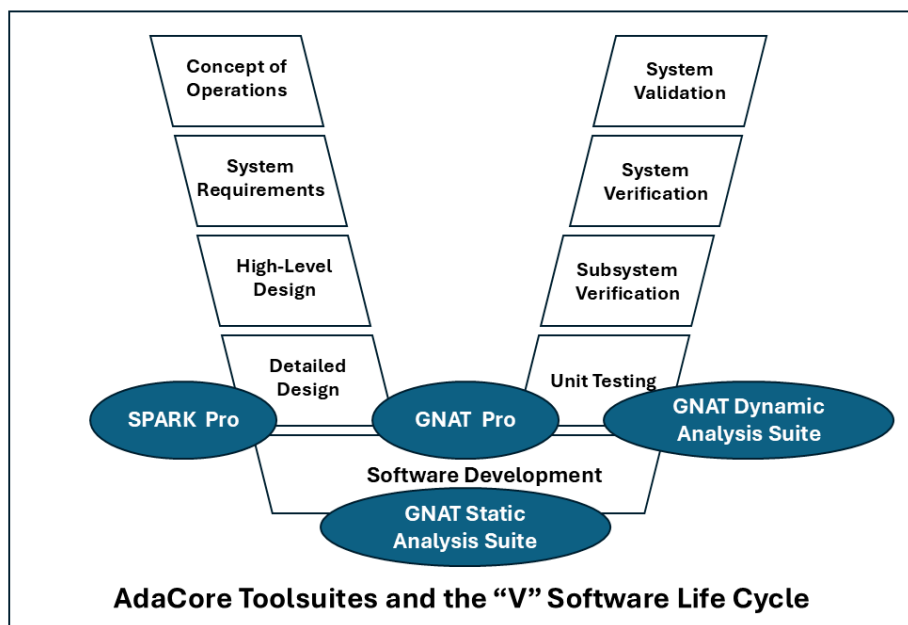 Concept of
Operations
System
Requirements
High-Level
Design
Detailed
Design
System
Validation
System
Verification
Subsystem
Verification
Unit Testing
SPARK Pro
GNAT Pro
GNAT Dynamic
Analysis Suite
Software Development
GNAT Static
Analysis Suite
AdaCore Toolsuites and the “V” Software Life Cycle